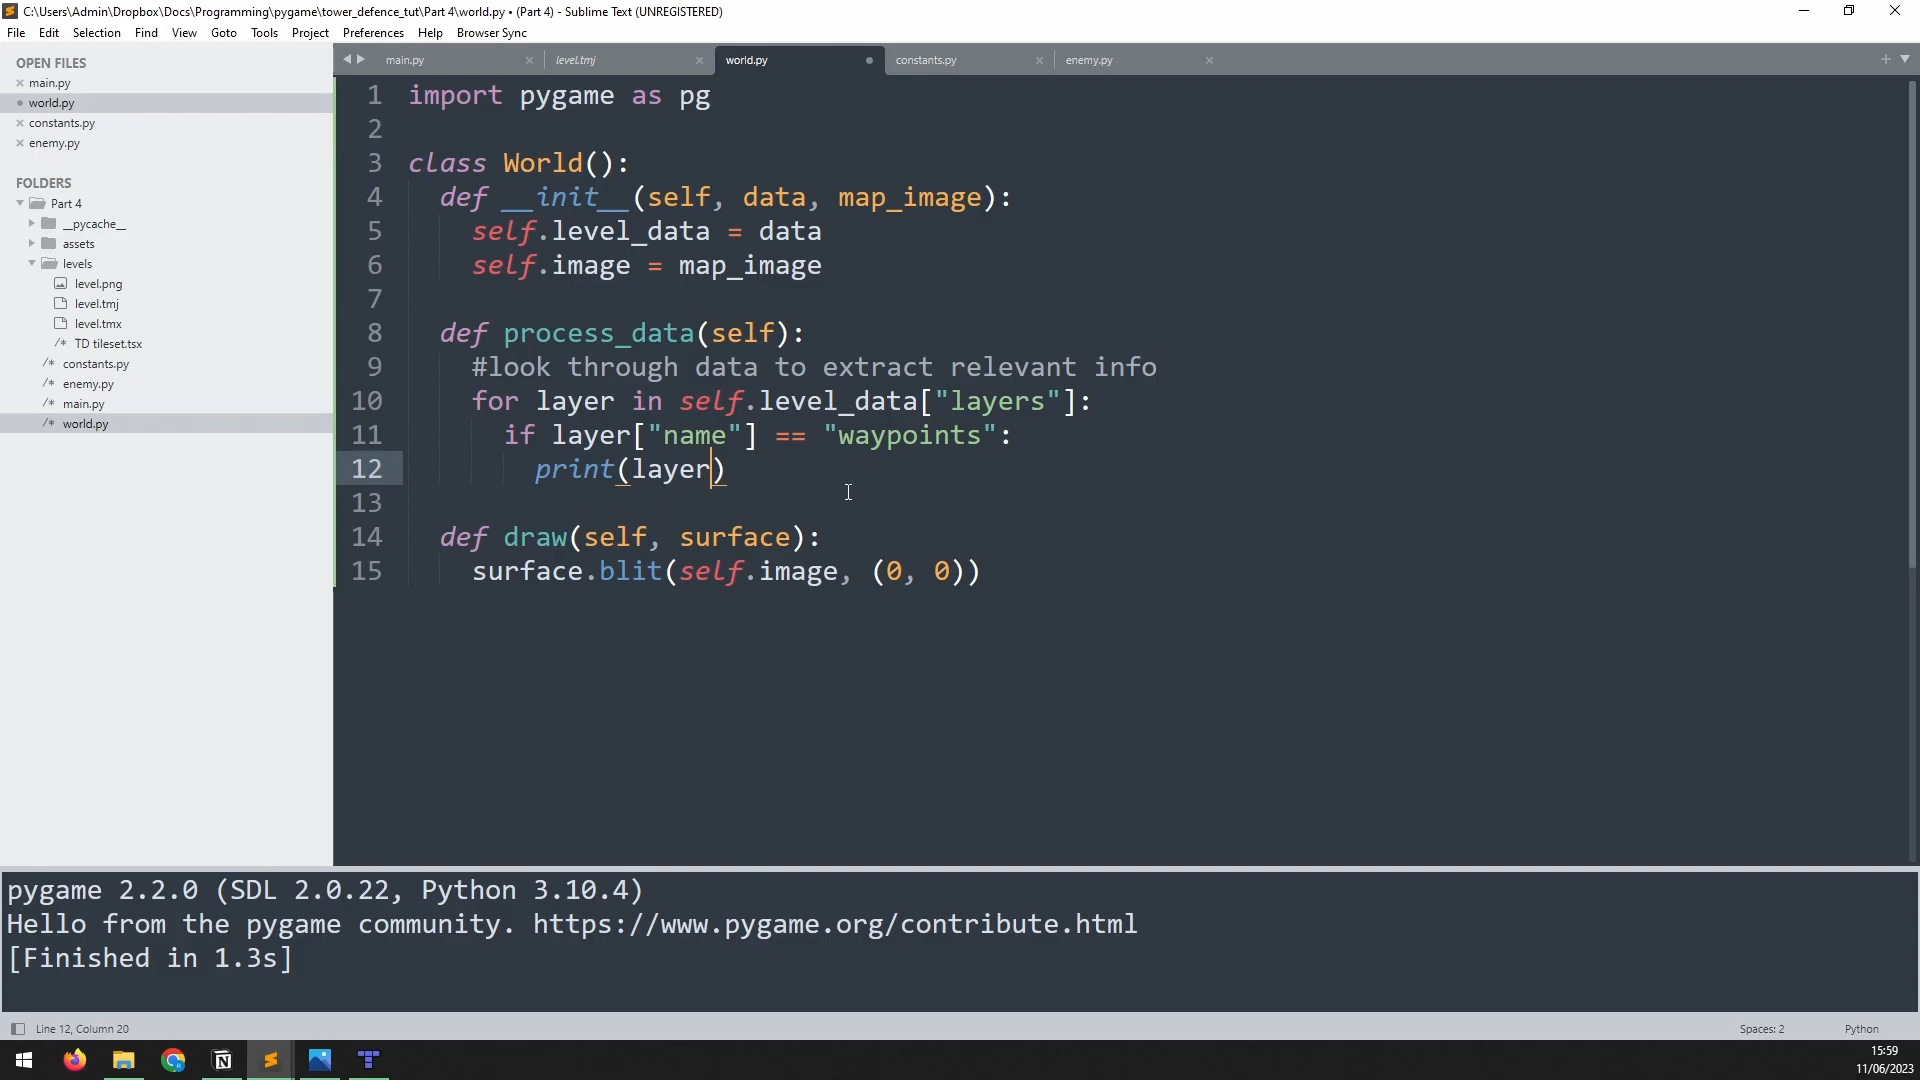 C:\Users\Admin\Dropbox\Docs\Programming\pygame\tower_defence_tut\Part 4\world.py • (Part 4) - Sublime Text (UNREGISTERED)
File Edit Selection Find View Goto Tools Project Preferences Help Browser Sync
OPEN FILES
main.py
world.py
constants.py
enemy.py
FOLDERS
Part 4
__pycache__
assets
levels
level.png
level.tmj
level.tmx
/* TD tileset.tsx
/* constants.py
/* enemy.py
/* main.py
/* world.py
main.py level.tmj world.py constants.py enemy.py
1 import pygame as pg
2
3 class World():
4 def __init__(self, data, map_image):
5 self.level_data = data
6 self.image = map_image
7
8 def process_data(self):
9 #look through data to extract relevant info
10 for layer in self.level_data["layers"]:
11 if layer["name"] == "waypoints":
12 print(layer)
13
14 def draw(self, surface):
15 surface.blit(self.image, (0, 0))
pygame 2.2.0 (SDL 2.0.22, Python 3.10.4)
Hello from the pygame community. https://www.pygame.org/contribute.html
[Finished in 1.3s]
Line 12, Column 20 Spaces: 2 Python
15:59
11/06/2023